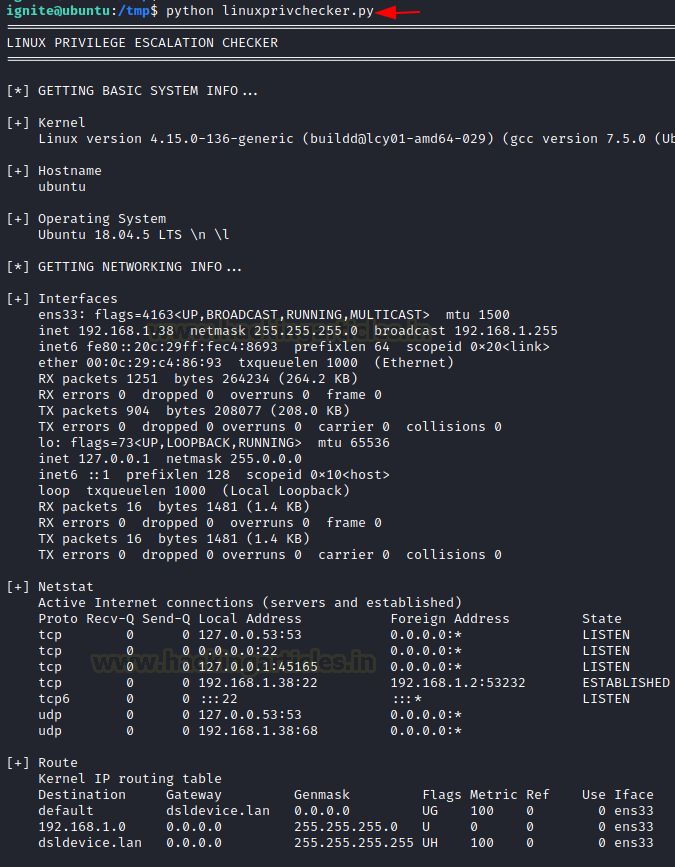 ignite@ubuntu:/tmp$ python linuxprivchecker.py
LINUX PRIVILEGE ESCALATION CHECKER
[*] GETTING BASIC SYSTEM INFO...
[+] Kernel
Linux version 4.15.0-136-generic (buildd@lcy01-amd64-029) (gcc version 7.5.0 (Ub
[+] Hostname
ubuntu
[+] Operating System
Ubuntu 18.04.5 LTS \n \l
[*] GETTING NETWORKING INFO...
[+] Interfaces
ens33: flags=4163<UP,BROADCAST,RUNNING,MULTICAST>  mtu 1500
inet 192.168.1.38  netmask 255.255.255.0  broadcast 192.168.1.255
www.hackingarticles.in
inet6 fe80::20c:29ff:fec4:8693  prefixlen 64  scopeid 0×20<link>
ether 00:0c:29:c4:86:93  txqueuelen 1000  (Ethernet)
RX packets 1251  bytes 264234 (264.2 KB)
RX errors 0  dropped 0  overruns 0  frame 0
TX packets 904  bytes 208077 (208.0 KB)
TX errors 0  dropped 0 overruns 0  carrier 0  collisions 0
lo: flags=73<UP,LOOPBACK,RUNNING>  mtu 65536
inet 127.0.0.1  netmask 255.0.0.0
inet6 ::1  prefixlen 128  scopeid 0×10<host>
loop  txqueuelen 1000  (Local Loopback)
RX packets 16  bytes 1481 (1.4 KB)
RX errors 0  dropped 0  overruns 0  frame 0
TX packets 16  bytes 1481 (1.4 KB)
TX errors 0  dropped 0 overruns 0  carrier 0  collisions 0
[+] Netstat
Active Internet connections (servers and established)
Proto Recv-Q Send-Q Local Address Foreign Address State
tcp 0 0 127.0.0.53:53 0.0.0.0:* LISTEN
tcp 0 0 0.0.0.0:22 0.0.0.0:* LISTEN
www.hackingarticles.in
tcp 0 0 127.0.0.1:45165 0.0.0.0:* LISTEN
tcp 0 0 192.168.1.38:22 192.168.1.2:53232 ESTABLISHED
tcp6 0 0 :::22 :::* LISTEN
udp 0 0 127.0.0.53:53 0.0.0.0:*
udp 0 0 192.168.1.38:68 0.0.0.0:*
[+] Route
Kernel IP routing table
Destination Gateway Genmask Flags Metric Ref Use Iface
default dsldevice.lan 0.0.0.0 UG 100 0 0 ens33
192.168.1.0 0.0.0.0 255.255.255.0 U 0 0 0 ens33
dsldevice.lan 0.0.0.0 255.255.255.255 UH 100 0 0 ens33